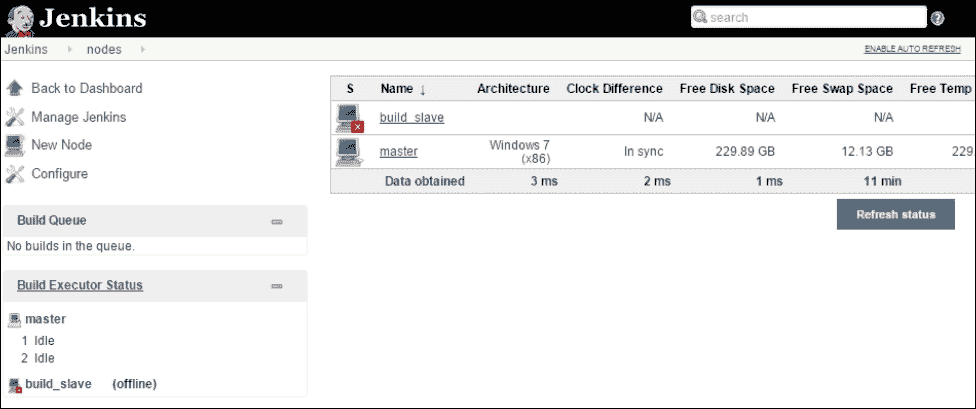 Jenkins
search
Jenkins nodes
ENABLE AUTO REFRESH
Back to Dashboard
Manage Jenkins
New Node
Configure
Build Queue
No builds in the queue.
Build Executor Status
master
1 Idle
2 Idle
build_slave (offline)
S Name ↓ Architecture Clock Difference Free Disk Space Free Swap Space Free Temp
build_slave N/A N/A N/A
master Windows 7 (x86) In sync 229.89 GB 12.13 GB 229.
Data obtained 3 ms 2 ms 1 ms 11 min
Refresh status